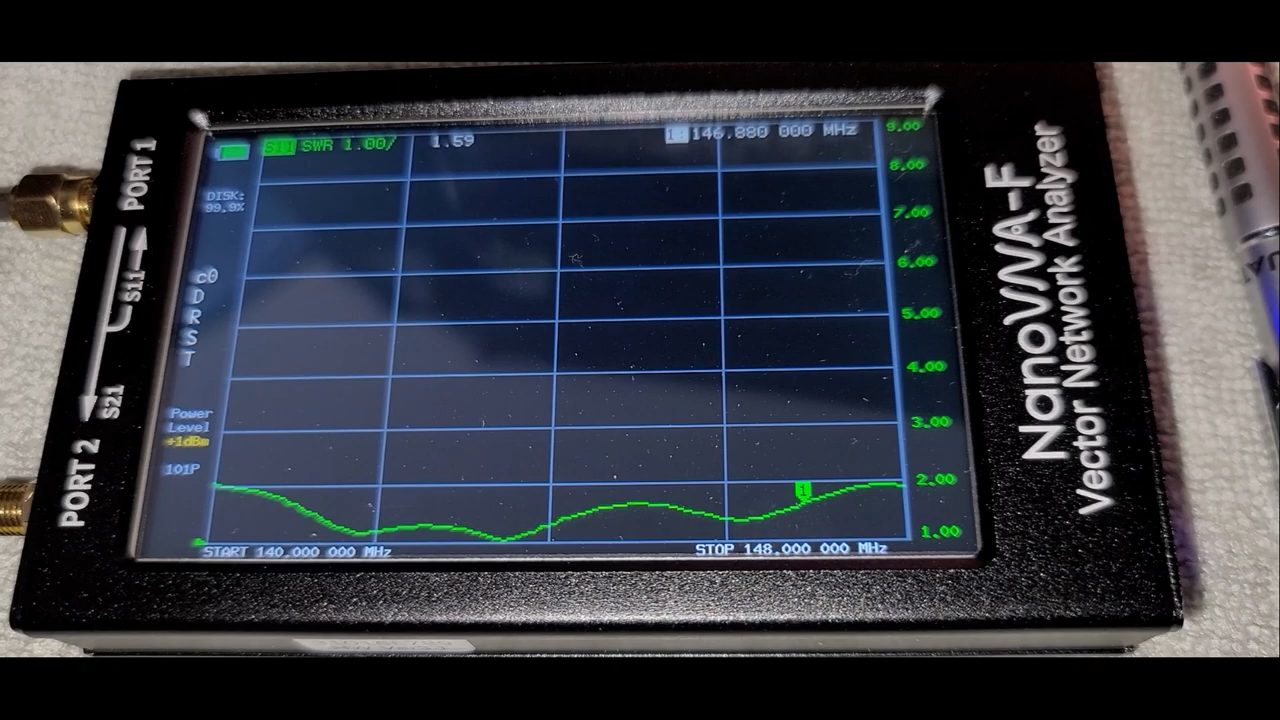 S11 SWR 1.00/ 1.59
1:146.880 000 MHz
9.00
8.00
7.00
6.00
5.00
4.00
3.00
2.00
1.00
DISK:
99.9%
c0
D
R
S
T
Power
Level
+1dBm
101P
1
START 140.000 000 MHz
STOP 148.000 000 MHz
PORT 1
S11
S21
PORT 2
NanoVNA-F
Vector Network Analyzer